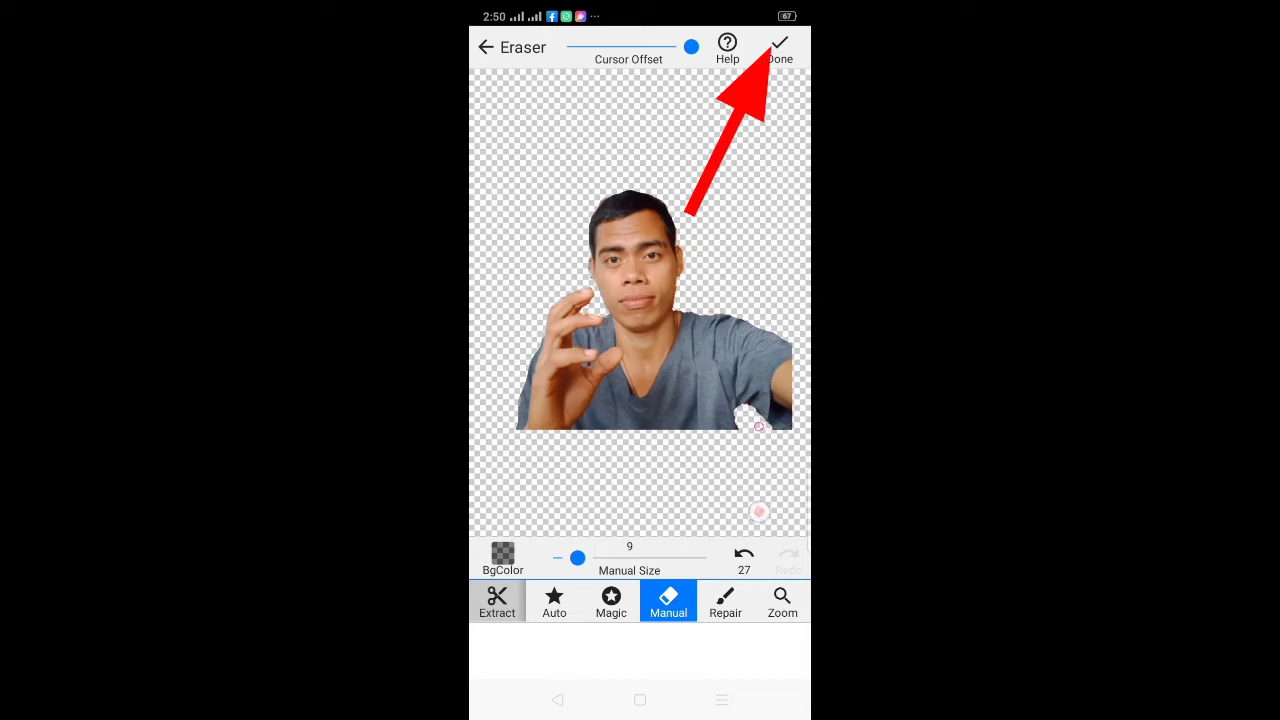 2:50
67
Eraser
Cursor Offset
Help
Done
9
BgColor
Manual Size
27
Redo
Extract
Auto
Magic
Manual
Repair
Zoom